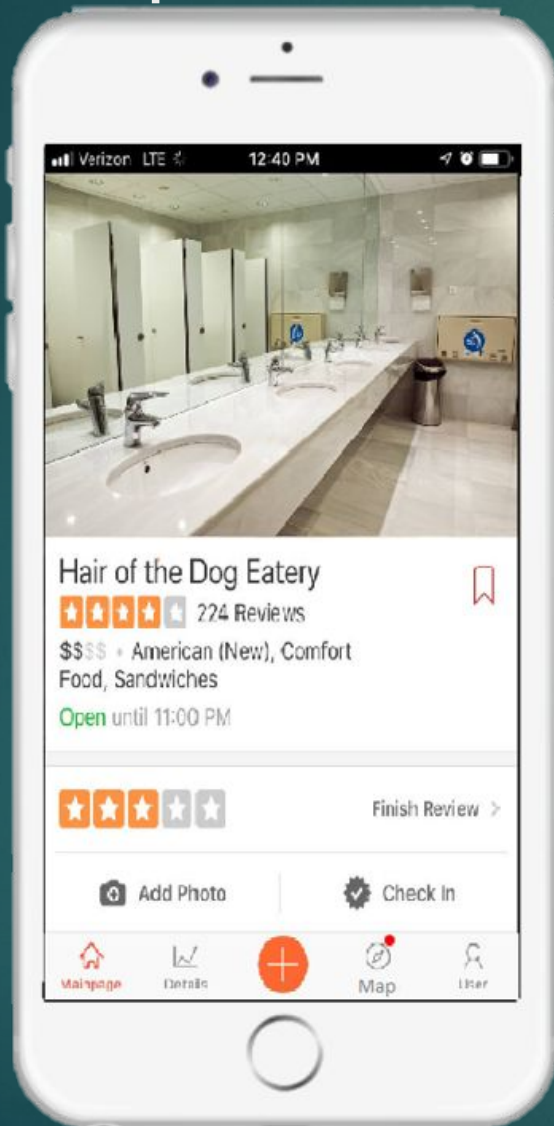 Verizon LTE 12:40 PM
Hair of the Dog Eatery
224 Reviews
$$$$ • American (New), Comfort
Food, Sandwiches
Open until 11:00 PM
Finish Review >
Add Photo
Check In
Mainpage Details Map User